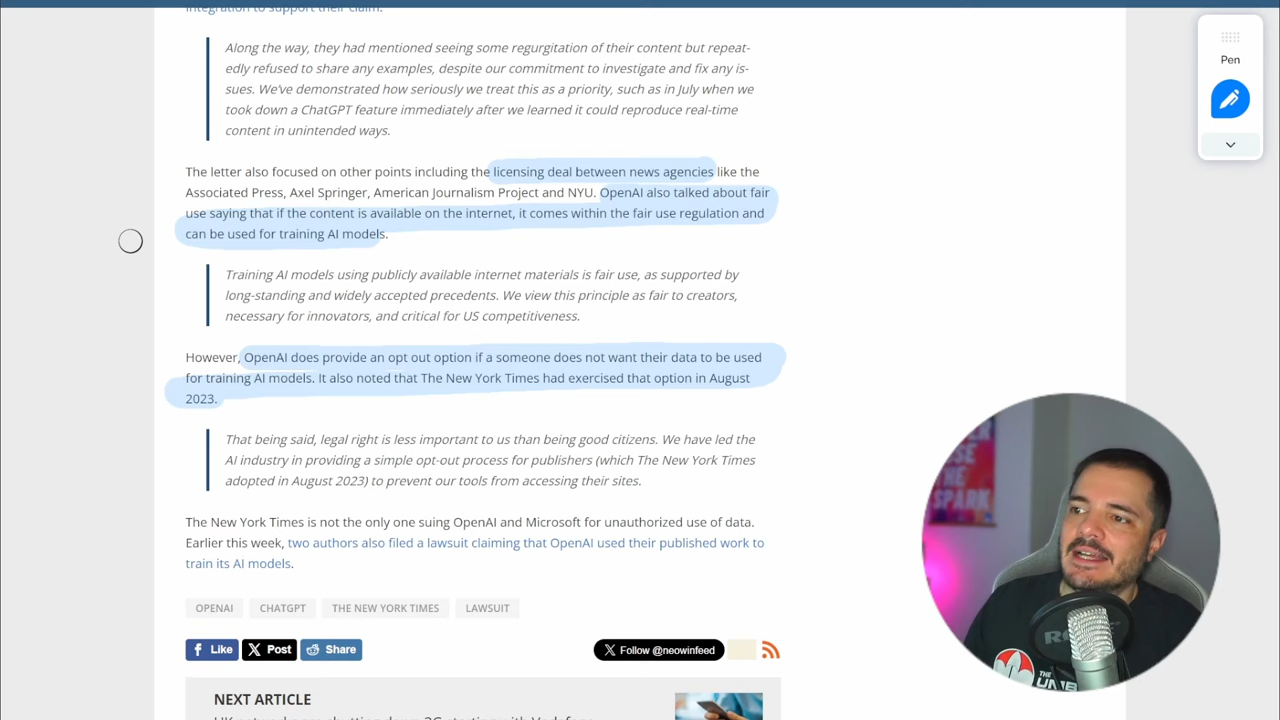 integration to support their claim.
Along the way, they had mentioned seeing some regurgitation of their content but repeat-
edly refused to share any examples, despite our commitment to investigate and fix any is-
sues. We've demonstrated how seriously we treat this as a priority, such as in July when we
took down a ChatGPT feature immediately after we learned it could reproduce real-time
content in unintended ways.
The letter also focused on other points including the licensing deal between news agencies like the
Associated Press, Axel Springer, American Journalism Project and NYU. OpenAI also talked about fair
use saying that if the content is available on the internet, it comes within the fair use regulation and
can be used for training AI models.
Training AI models using publicly available internet materials is fair use, as supported by
long-standing and widely accepted precedents. We view this principle as fair to creators,
necessary for innovators, and critical for US competitiveness.
However, OpenAI does provide an opt out option if a someone does not want their data to be used
for training AI models. It also noted that The New York Times had exercised that option in August
2023.
That being said, legal right is less important to us than being good citizens. We have led the
AI industry in providing a simple opt-out process for publishers (which The New York Times
adopted in August 2023) to prevent our tools from accessing their sites.
The New York Times is not the only one suing OpenAI and Microsoft for unauthorized use of data.
Earlier this week, two authors also filed a lawsuit claiming that OpenAI used their published work to
train its AI models.
OPENAI CHATGPT THE NEW YORK TIMES LAWSUIT
Like Post Share Follow @neowinfeed
NEXT ARTICLE
Pen
THE
SPARK
THE